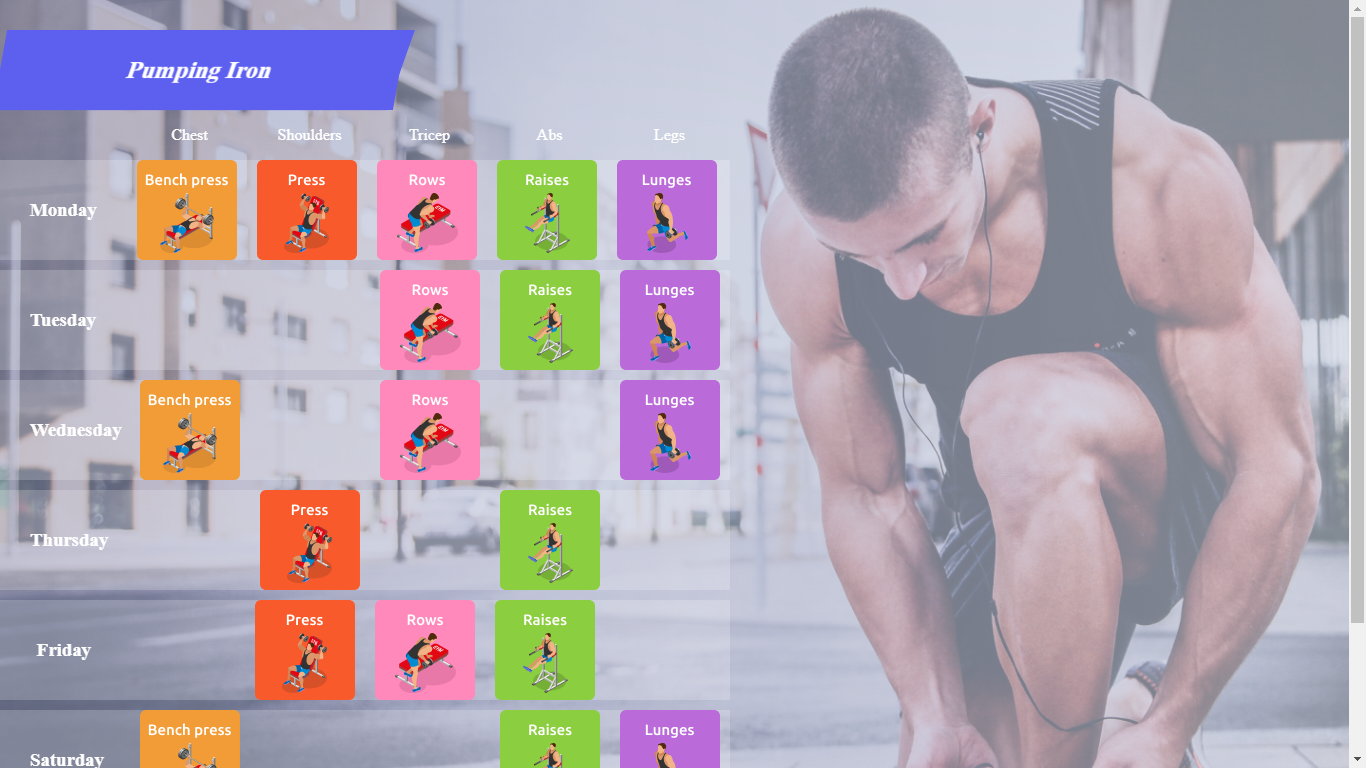 Pumping Iron
Chest Shoulders Tricep Abs Legs
Monday Bench press Press Rows Raises Lunges
Tuesday Rows Raises Lunges
Wednesday Bench press Rows Lunges
Thursday Press Raises
Friday Press Rows Raises
Saturday Bench press Raises Lunges